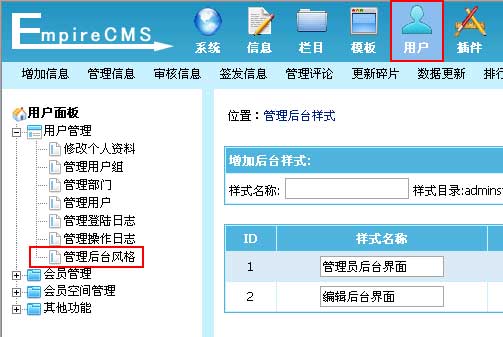 EmpireCMS
系统 信息 栏目 模板 用户 插件
增加信息 管理信息 审核信息 签发信息 管理评论 更新碎片 数据更新 排行
用户面板
用户管理
修改个人资料
管理用户组
管理部门
管理用户
管理登陆日志
管理操作日志
管理后台风格
会员管理
会员空间管理
其他功能
位置：管理后台样式
增加后台样式:
样式名称: 样式目录:adminst
ID 样式名称
1 管理员后台界面
2 编辑后台界面